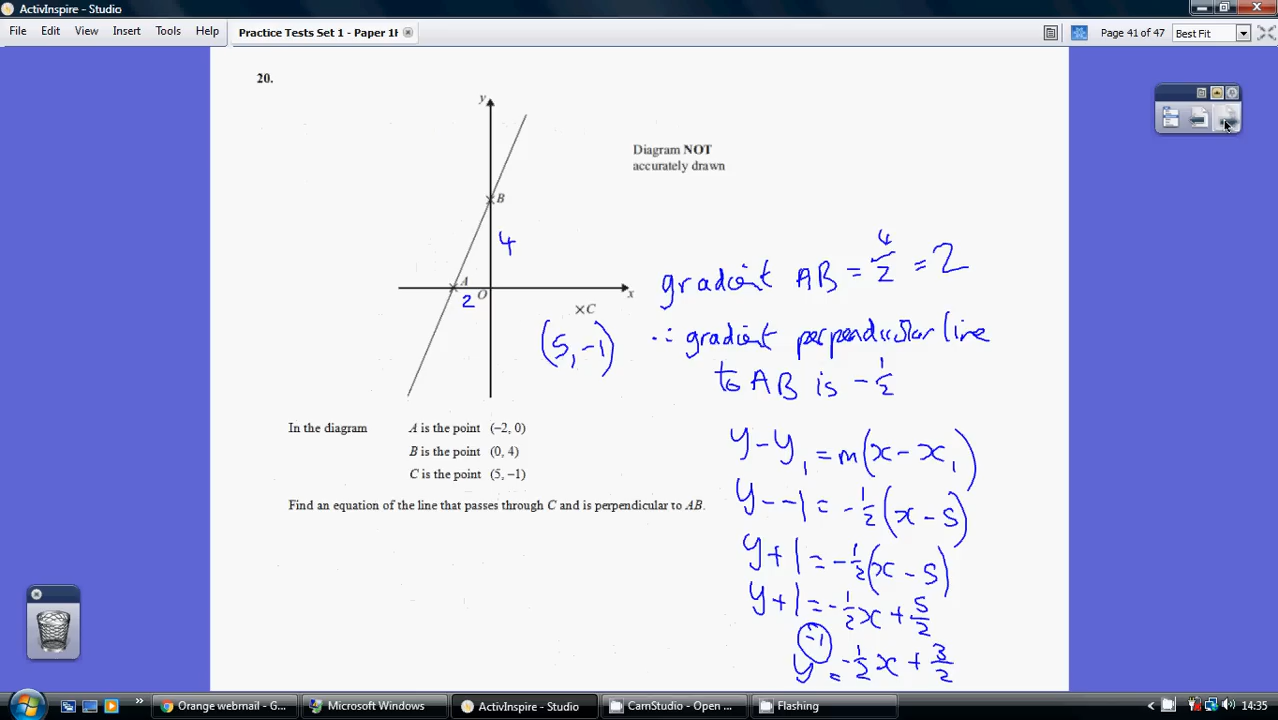 ActivInspire - Studio
File Edit View Insert Tools Help Practice Tests Set 1 - Paper 1H Page 41 of 47 Best Fit
20.
y
Diagram NOT
accurately drawn
B
4
A
2 O x
C
(5, -1)
gradient AB = 4/2 = 2
∴ gradient perpendicular line
to AB is -1/2
In the diagram A is the point (–2, 0)
B is the point (0, 4)
C is the point (5, –1)
Find an equation of the line that passes through C and is perpendicular to AB.
y - y₁ = m(x - x₁)
y - -1 = -1/2(x - 5)
y + 1 = -1/2(x - 5)
y + 1 = -1/2x + 5/2
-1
y = -1/2x + 3/2
Orange webmail - G... Microsoft Windows ActivInspire - Studio CamStudio - Open ... Flashing 14:35